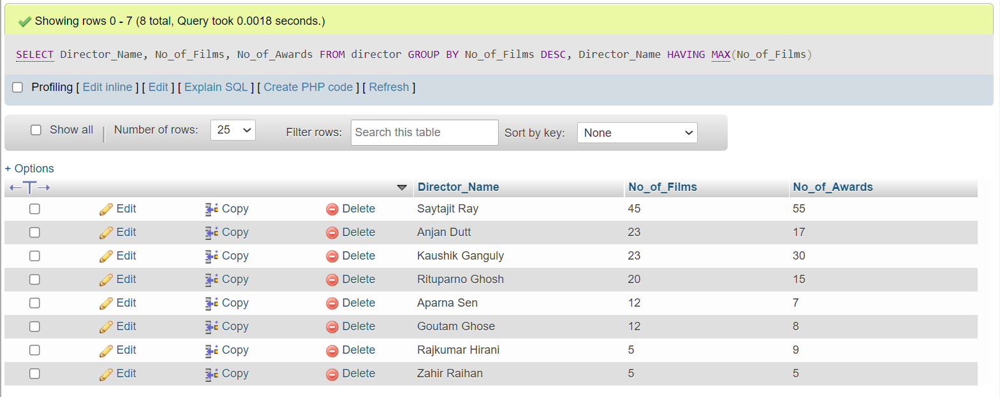 Showing rows 0 - 7 (8 total, Query took 0.0018 seconds.)
SELECT Director_Name, No_of_Films, No_of_Awards FROM director GROUP BY No_of_Films DESC, Director_Name HAVING MAX(No_of_Films)
Profiling [ Edit inline ] [ Edit ] [ Explain SQL ] [ Create PHP code ] [ Refresh ]
Show all Number of rows: 25 Filter rows: Search this table Sort by key: None
+ Options
←T→ Director_Name No_of_Films No_of_Awards
Edit Copy Delete Saytajit Ray 45 55
Edit Copy Delete Anjan Dutt 23 17
Edit Copy Delete Kaushik Ganguly 23 30
Edit Copy Delete Rituparno Ghosh 20 15
Edit Copy Delete Aparna Sen 12 7
Edit Copy Delete Goutam Ghose 12 8
Edit Copy Delete Rajkumar Hirani 5 9
Edit Copy Delete Zahir Raihan 5 5